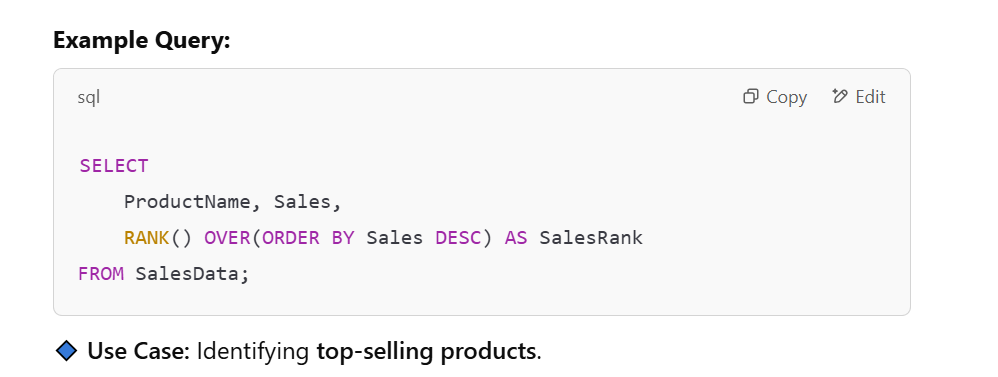 Example Query:
sql
Copy
Edit
SELECT
ProductName, Sales,
RANK() OVER(ORDER BY Sales DESC) AS SalesRank
FROM SalesData;
Use Case: Identifying top-selling products.